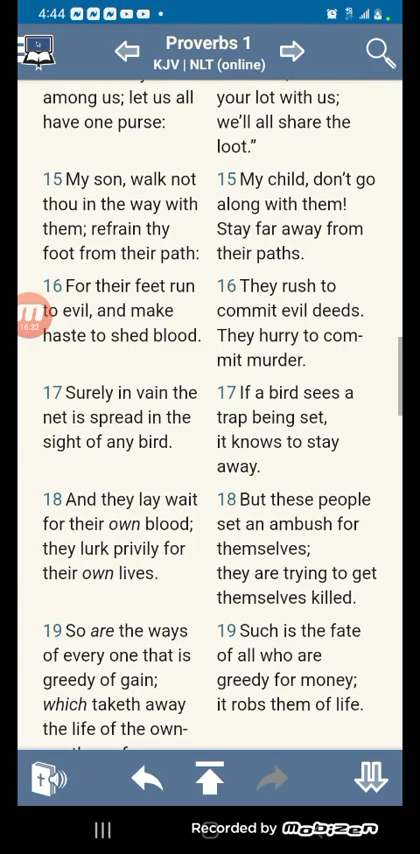 4:44
Proverbs 1
KJV | NLT (online)
among us; let us all
have one purse:
15 My son, walk not
thou in the way with
them; refrain thy
foot from their path:
16 For their feet run
to evil, and make
haste to shed blood.
17 Surely in vain the
net is spread in the
sight of any bird.
18 And they lay wait
for their own blood;
they lurk privily for
their own lives.
19 So are the ways
of every one that is
greedy of gain;
which taketh away
the life of the own-
your lot with us;
we’ll all share the
loot.”
15 My child, don’t go
along with them!
Stay far away from
their paths.
16 They rush to
commit evil deeds.
They hurry to com-
mit murder.
17 If a bird sees a
trap being set,
it knows to stay
away.
18 But these people
set an ambush for
themselves;
they are trying to get
themselves killed.
19 Such is the fate
of all who are
greedy for money;
it robs them of life.
16:32
Recorded by mobizen